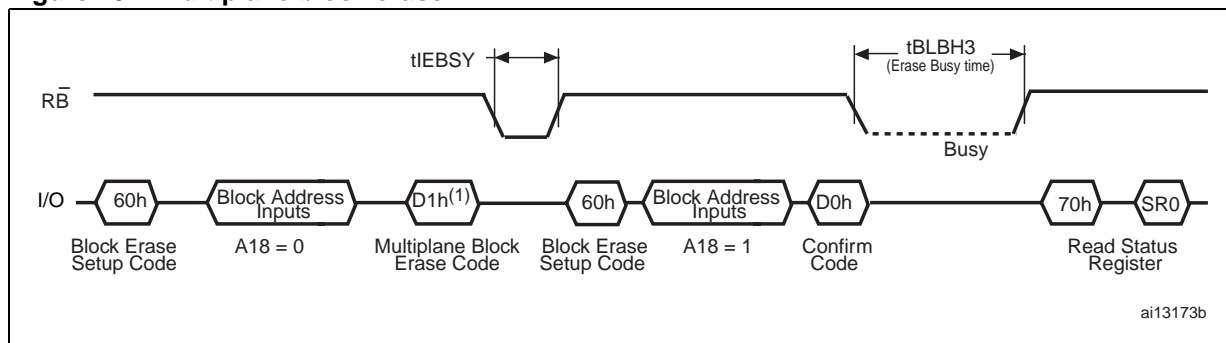 tBLBH3
tIEBSY
(Erase Busy time)
RB̅
Busy
I/O
60h
Block Address
Inputs
D1h(1)
60h
Block Address
Inputs
D0h
70h
SR0
Block Erase
Setup Code
A18 = 0
Multiplane Block
Erase Code
Block Erase
Setup Code
A18 = 1
Confirm
Code
Read Status
Register
ai13173b